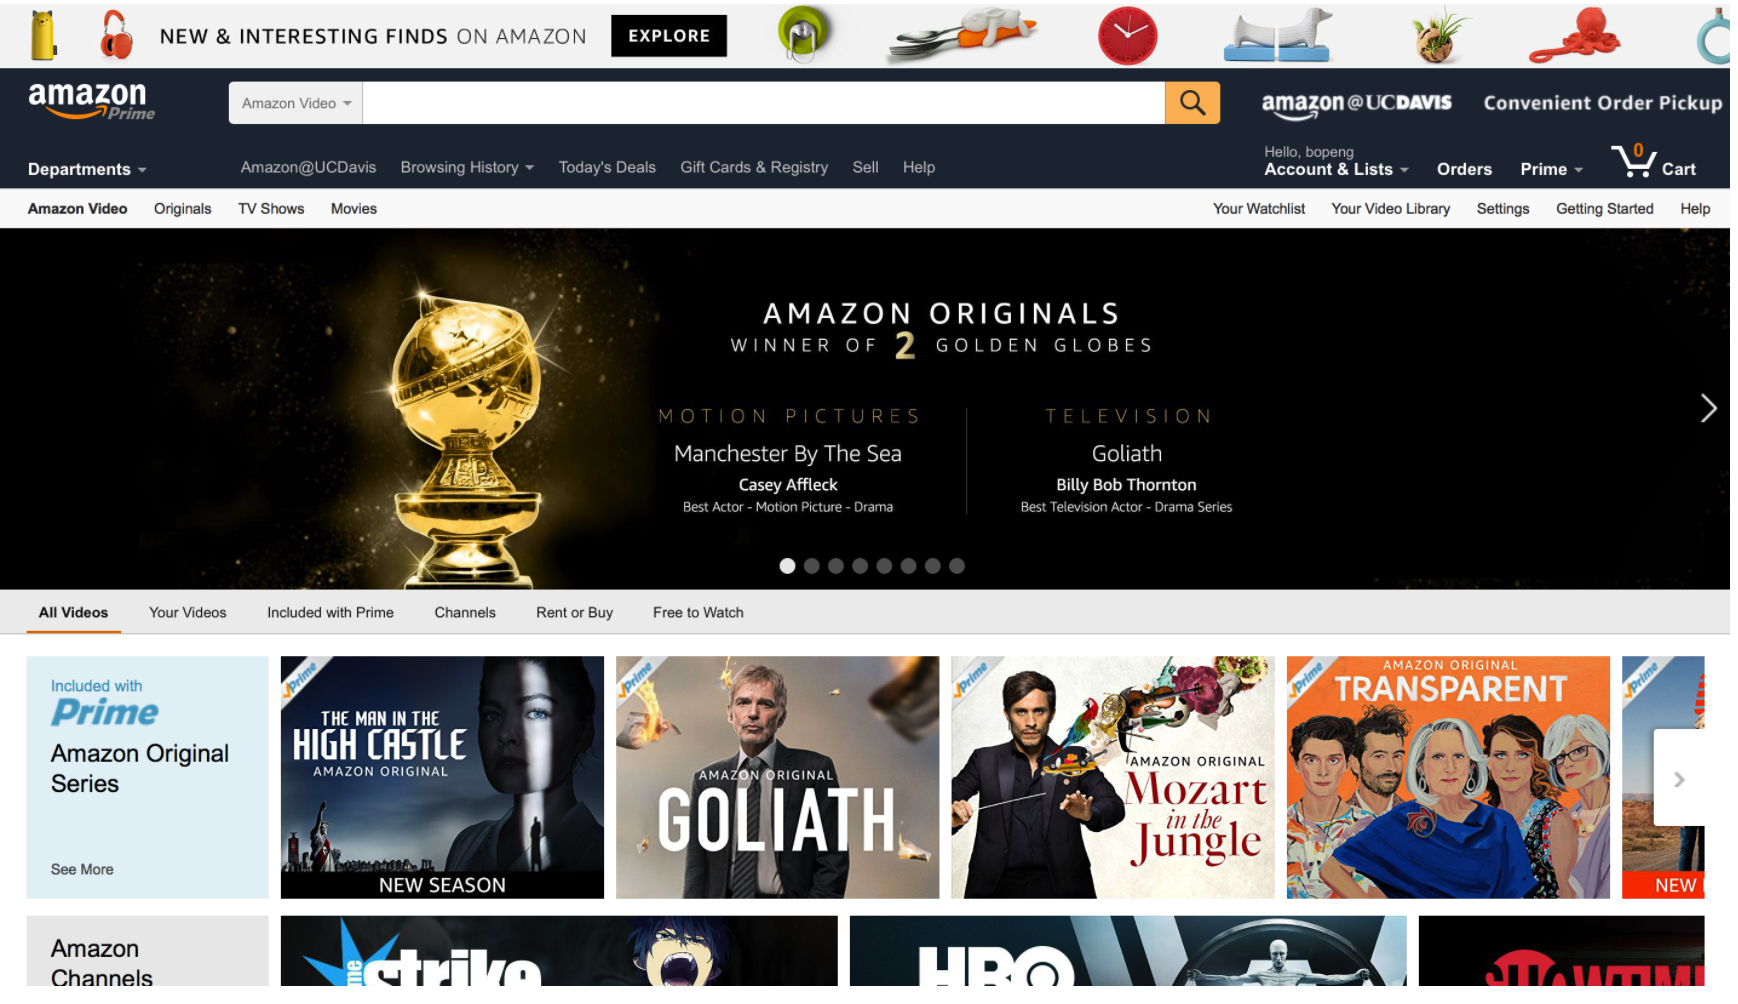 NEW & INTERESTING FINDS ON AMAZON EXPLORE
amazon Prime
Amazon Video
amazon@UCDAVIS Convenient Order Pickup
Departments
Amazon@UCDavis Browsing History Today's Deals Gift Cards & Registry Sell Help
Hello, bopeng
Account & Lists Orders Prime 0 Cart
Amazon Video Originals TV Shows Movies Your Watchlist Your Video Library Settings Getting Started Help
AMAZON ORIGINALS
WINNER OF 2 GOLDEN GLOBES
MOTION PICTURES
Manchester By The Sea
Casey Affleck
Best Actor - Motion Picture - Drama
TELEVISION
Goliath
Billy Bob Thornton
Best Television Actor - Drama Series
All Videos Your Videos Included with Prime Channels Rent or Buy Free to Watch
Included with
Prime
Amazon Original
Series
See More
Prime
THE MAN IN THE
HIGH CASTLE
AMAZON ORIGINAL
NEW SEASON
Prime
AMAZON ORIGINAL
GOLIATH
Prime
AMAZON ORIGINAL
Mozart
in the
Jungle
Prime
AMAZON ORIGINAL
TRANSPARENT
Prime
NEW
Amazon
Channels
strike
HBO
SHOWTIM